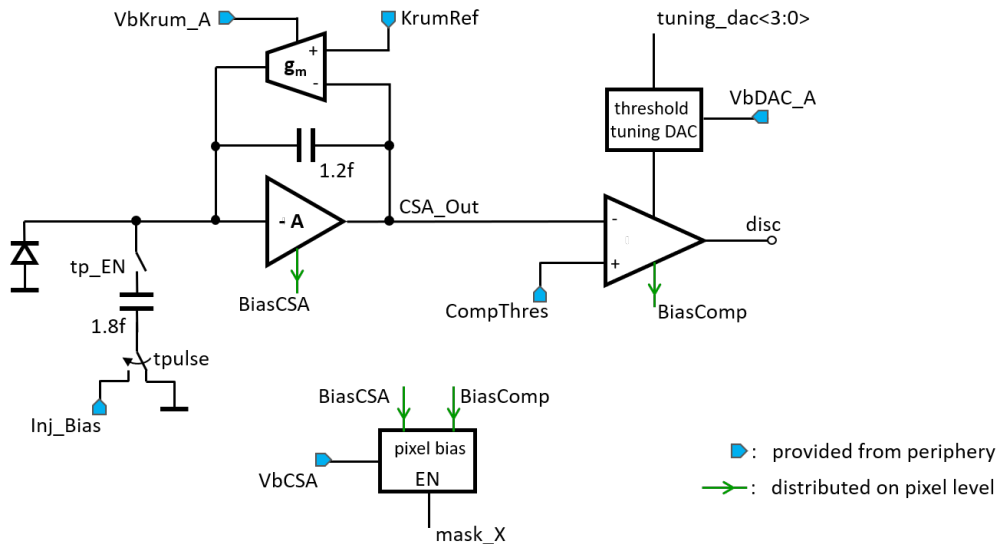 VbKrum_A
KrumRef
tuning_dac<3:0>
+
gm
-
threshold
tuning DAC
VbDAC_A
1.2f
- A
CSA_Out
-
disc
+
tp_EN
BiasCSA
CompThres
BiasComp
1.8f
tpulse
Inj_Bias
BiasCSA
BiasComp
pixel bias
EN
VbCSA
mask_X
: provided from periphery
: distributed on pixel level